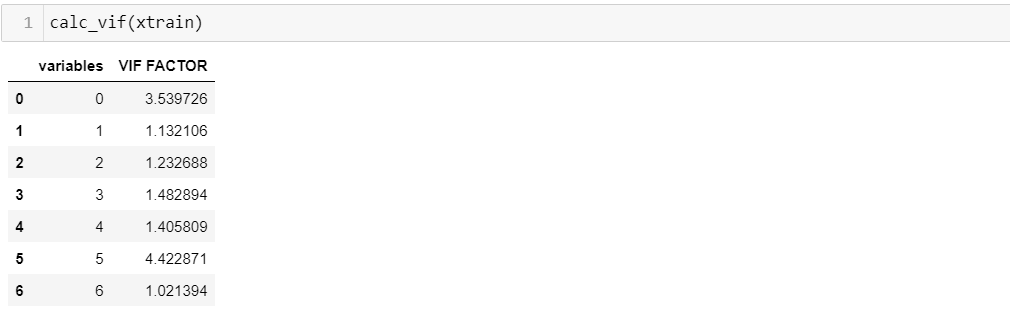 1 calc_vif(xtrain)
variables VIF FACTOR
0 0 3.539726
1 1 1.132106
2 2 1.232688
3 3 1.482894
4 4 1.405809
5 5 4.422871
6 6 1.021394